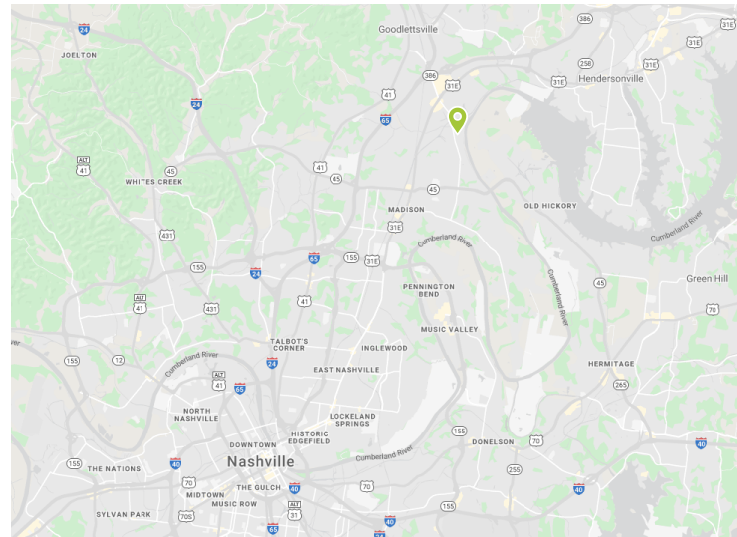 24
Goodlettsville
386
31E
JOELTON
31E
258
31E
Hendersonville
386
31E
31E
41
24
65
41
ALT
41
45
45
WHITES CREEK
45
MADISON
OLD HICKORY
31E
Cumberland River
431
Cumberland River
155
65
155
31E
24
45
Cumberland River
Green Hill
PENNINGTON
BEND
ALT
41
431
41
70
MUSIC VALLEY
TALBOT'S
CORNER
INGLEWOOD
155
12
Cumberland River
24
HERMITAGE
EAST NASHVILLE
ALT
41
65
265
NORTH
NASHVILLE
LOCKELAND
SPRINGS
HISTORIC
EDGEFIELD
155
DOWNTOWN
DONELSON
70
40
Nashville
Cumberland River
155
THE NATIONS
40
255
70
THE GULCH
40
70
40
MIDTOWN
MUSIC ROW
ALT
31
155
SYLVAN PARK
70S
65
40
24